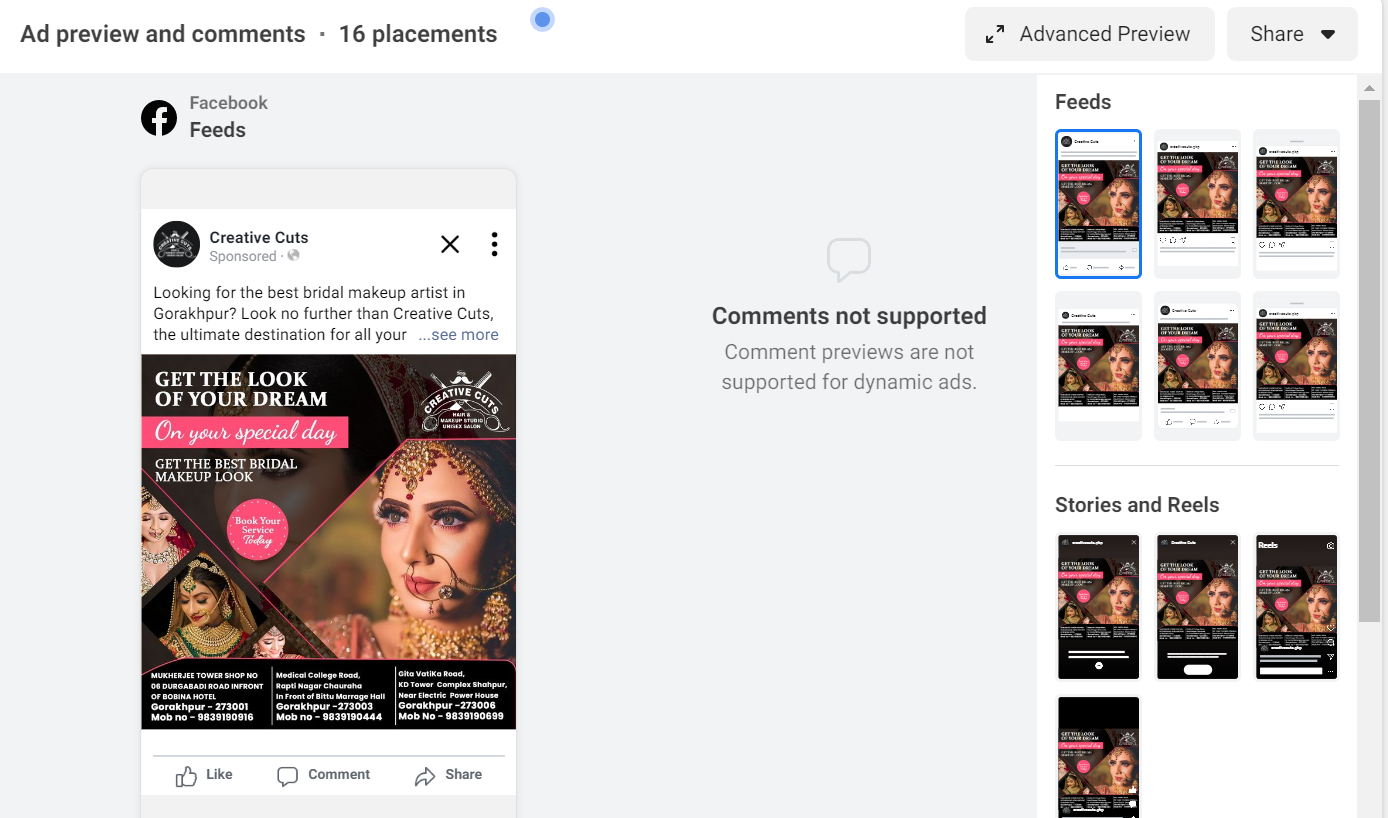 Ad preview and comments · 16 placements
Advanced Preview
Share
Facebook
Feeds
Creative Cuts
Sponsored ·
Looking for the best bridal makeup artist in
Gorakhpur? Look no further than Creative Cuts,
the ultimate destination for all your ...see more
GET THE LOOK
OF YOUR DREAM
On your special day
GET THE BEST BRIDAL
MAKEUP LOOK
Book Your
Service
Today
CREATIVE CUTS
HAIR &
MAKEUP STUDIO
UNISEX SALON
MUKHERJEE TOWER SHOP NO
06 DURGABADI ROAD INFRONT
OF BOBINA HOTEL
Gorakhpur - 273001
Mob no - 9839190916
Medical College Road,
Rapti Nagar Chauraha
In Front of Bittu Marrage Hall
Gorakhpur -273003
Mob no - 9839190444
Gita VatiKa Road,
KD Tower Complex Shahpur,
Near Electric Power House
Gorakhpur -273006
Mob No - 9839190699
Like
Comment
Share
Comments not supported
Comment previews are not
supported for dynamic ads.
Feeds
Stories and Reels
Reels